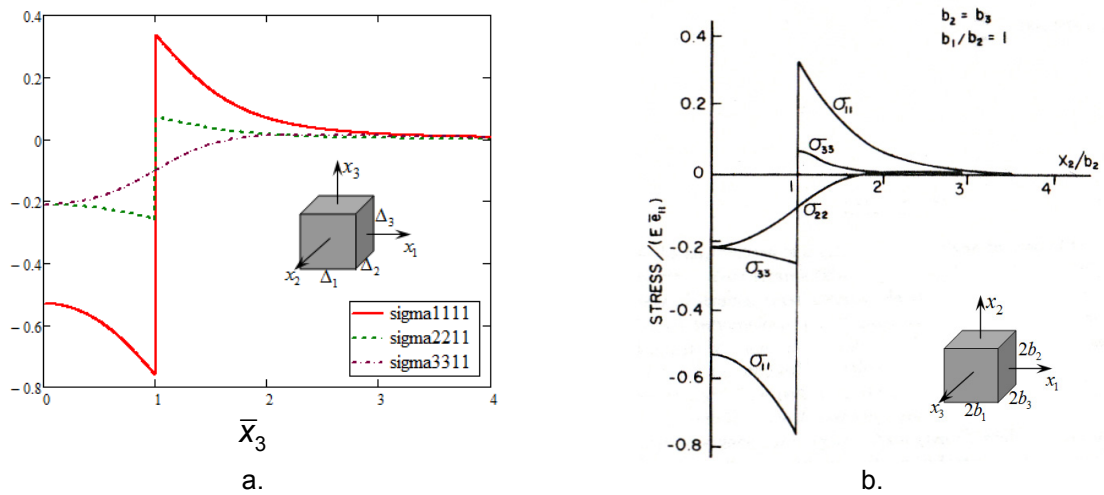 0.4
0.2
0
−0.2
−0.4
−0.6
−0.8
0
1
2
3
4
x̄₃
x₃
Δ₃
x₁
x₂
Δ₁
Δ₂
sigma1111
sigma2211
sigma3311
a.
b₂ = b₃
b₁/b₂ = 1
0.4
0.2
0
-0.2
-0.4
-0.6
-0.8
STRESS /(E ē₁₁)
σ₁₁
σ₃₃
1
2
3
4
x₂/b₂
σ₂₂
σ₃₃
σ₁₁
x₂
2b₂
x₁
x₃
2b₁
2b₃
b.